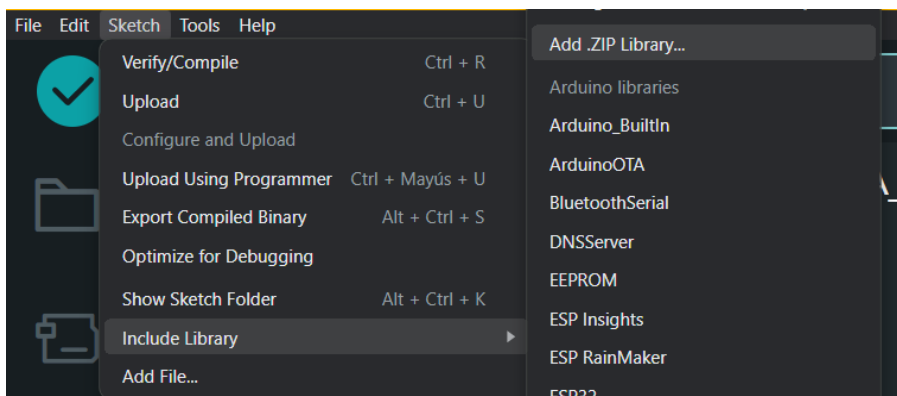 File Edit Sketch Tools Help
Verify/Compile Ctrl + R
Upload Ctrl + U
Configure and Upload
Upload Using Programmer Ctrl + Mayús + U
Export Compiled Binary Alt + Ctrl + S
Optimize for Debugging
Show Sketch Folder Alt + Ctrl + K
Include Library
Add File...
Add .ZIP Library...
Arduino libraries
Arduino_BuiltIn
ArduinoOTA
BluetoothSerial
DNSServer
EEPROM
ESP Insights
ESP RainMaker
ESP32